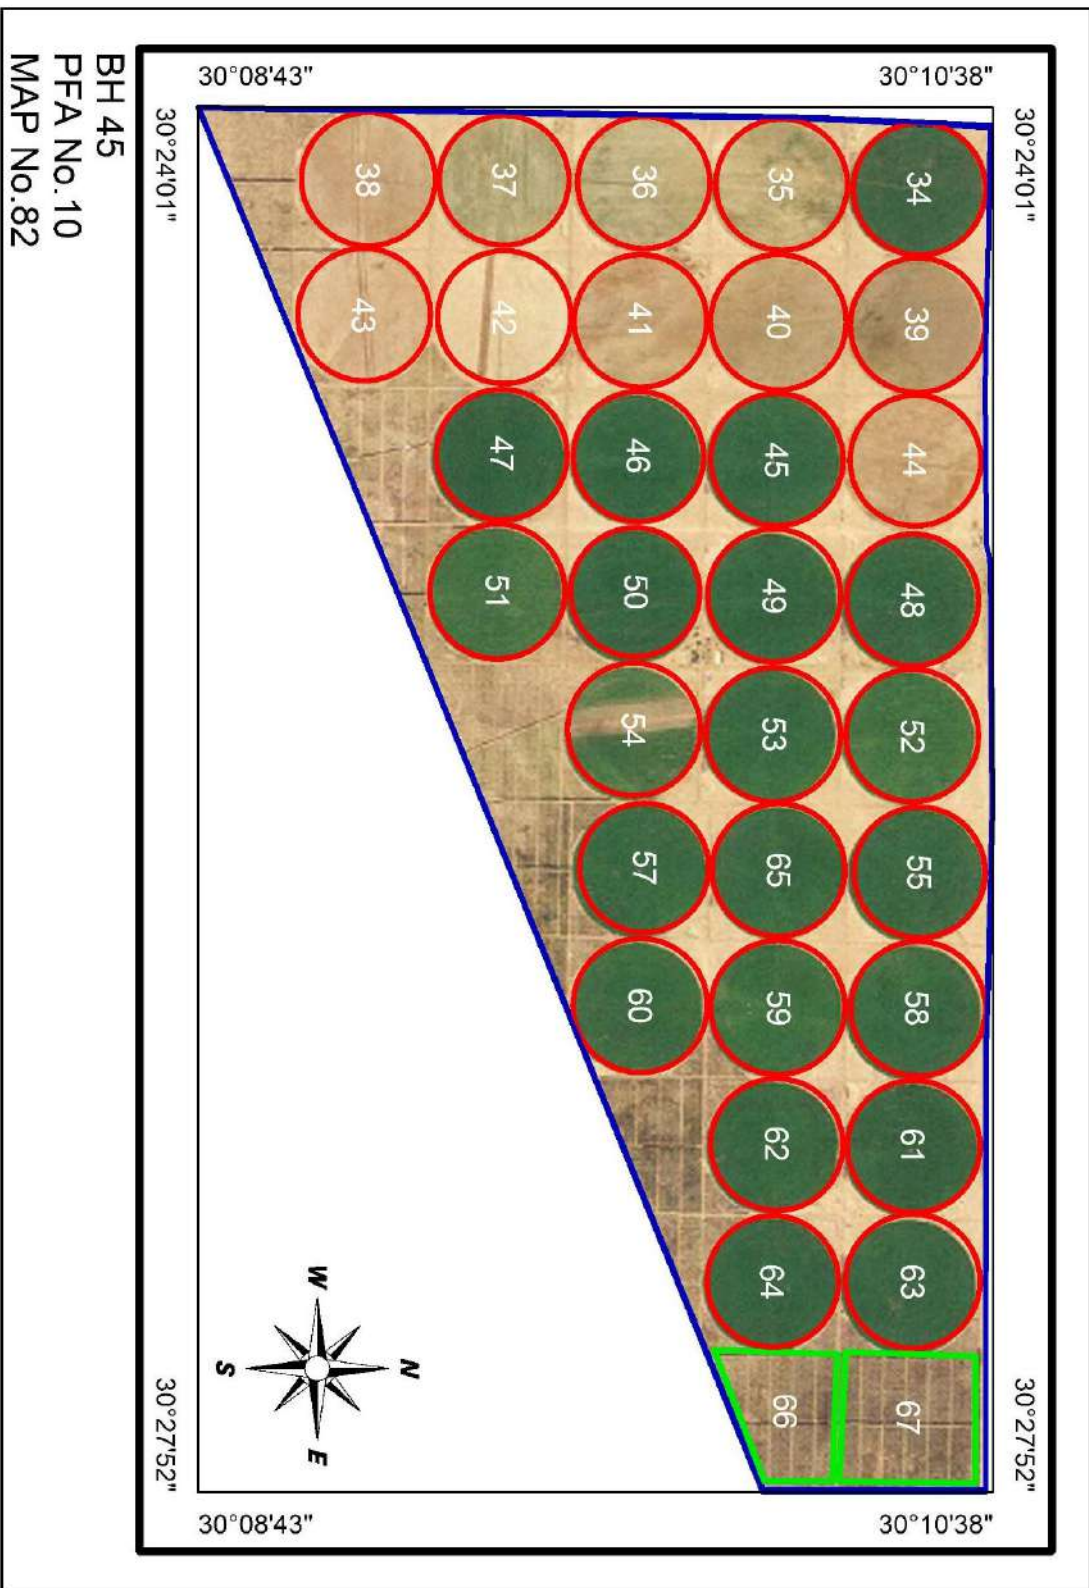 30°24'01" 30°27'52"
30°10'38" 30°10'38"
34 39 44 48 52 55 58 61 63 67
35 40 45 49 53 65 59 62 64 66
36 41 46 50 54 57 60
37 42 47 51
38 43
N
W E
S
30°08'43" 30°08'43"
30°24'01" 30°27'52"
BH 45
PFA No.10
MAP No.82